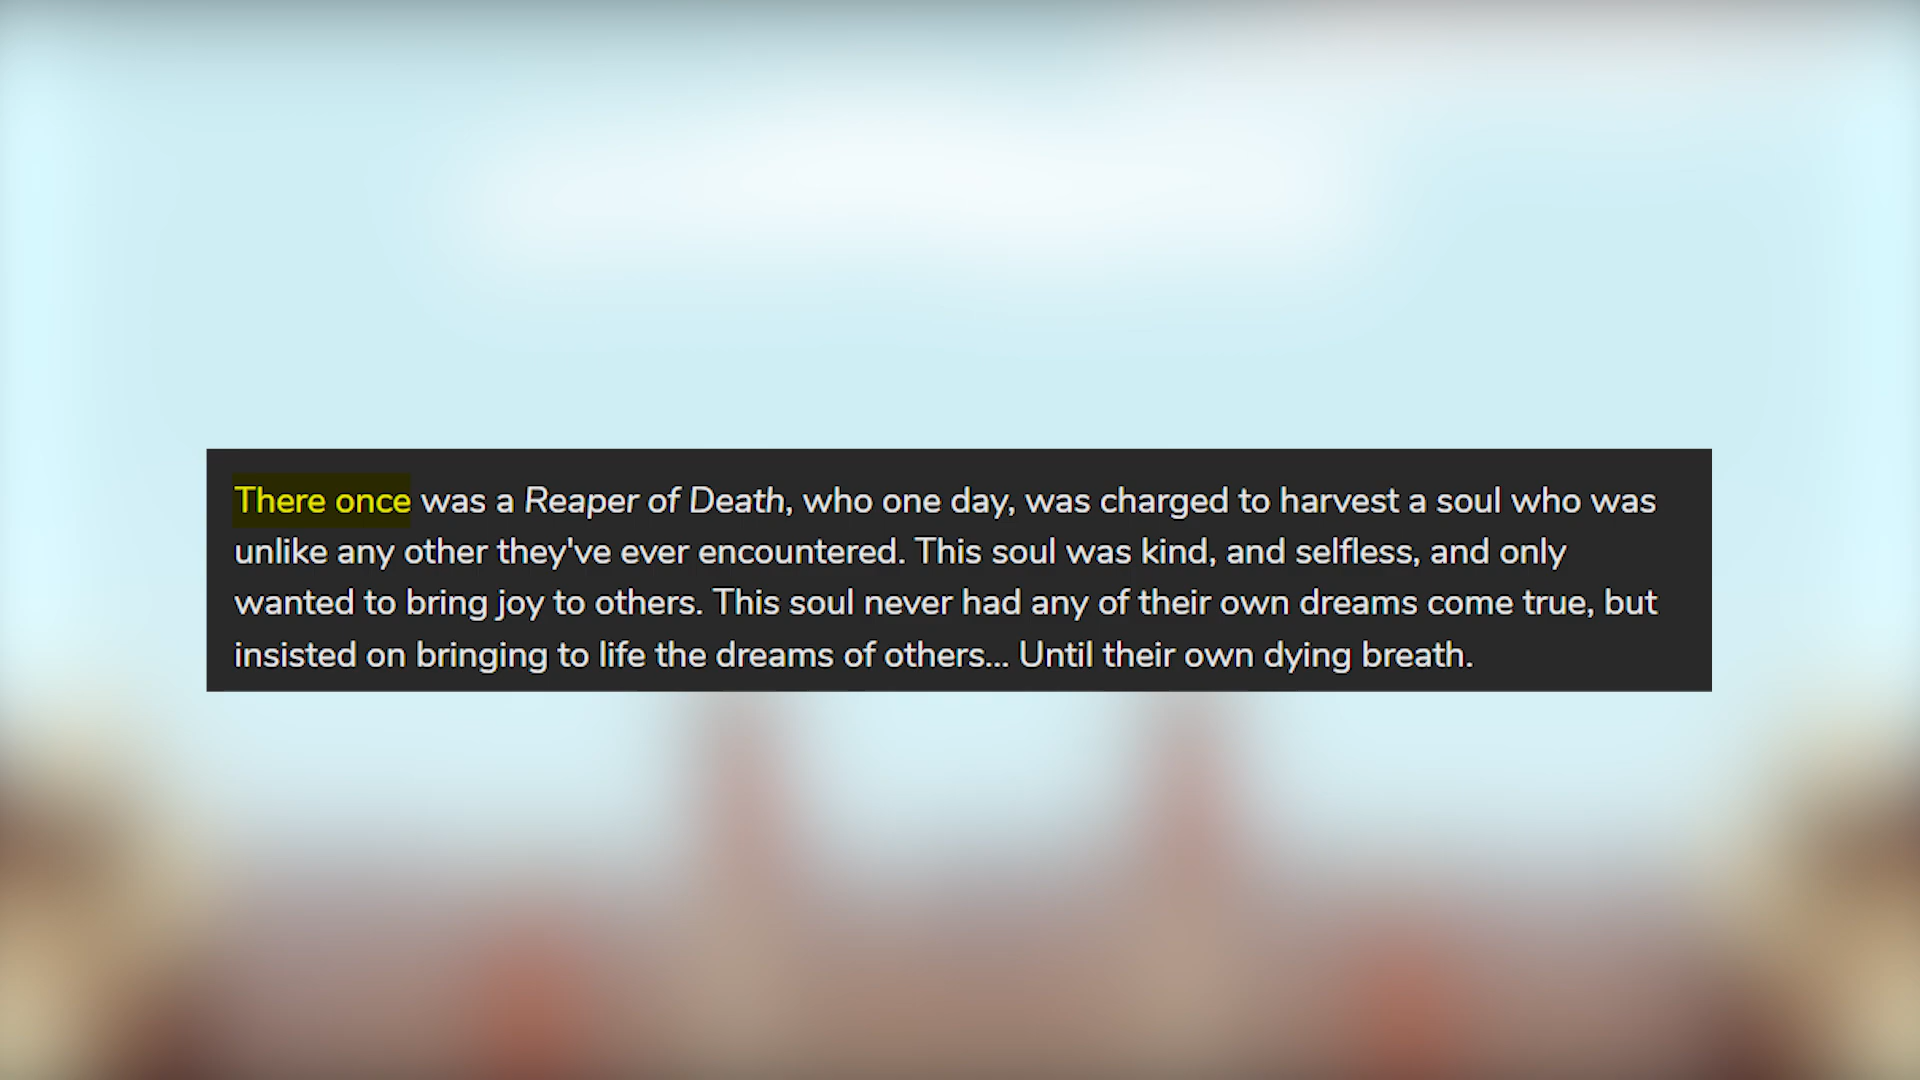 There once was a Reaper of Death, who one day, was charged to harvest a soul who was
unlike any other they've ever encountered. This soul was kind, and selfless, and only
wanted to bring joy to others. This soul never had any of their own dreams come true, but
insisted on bringing to life the dreams of others... Until their own dying breath.